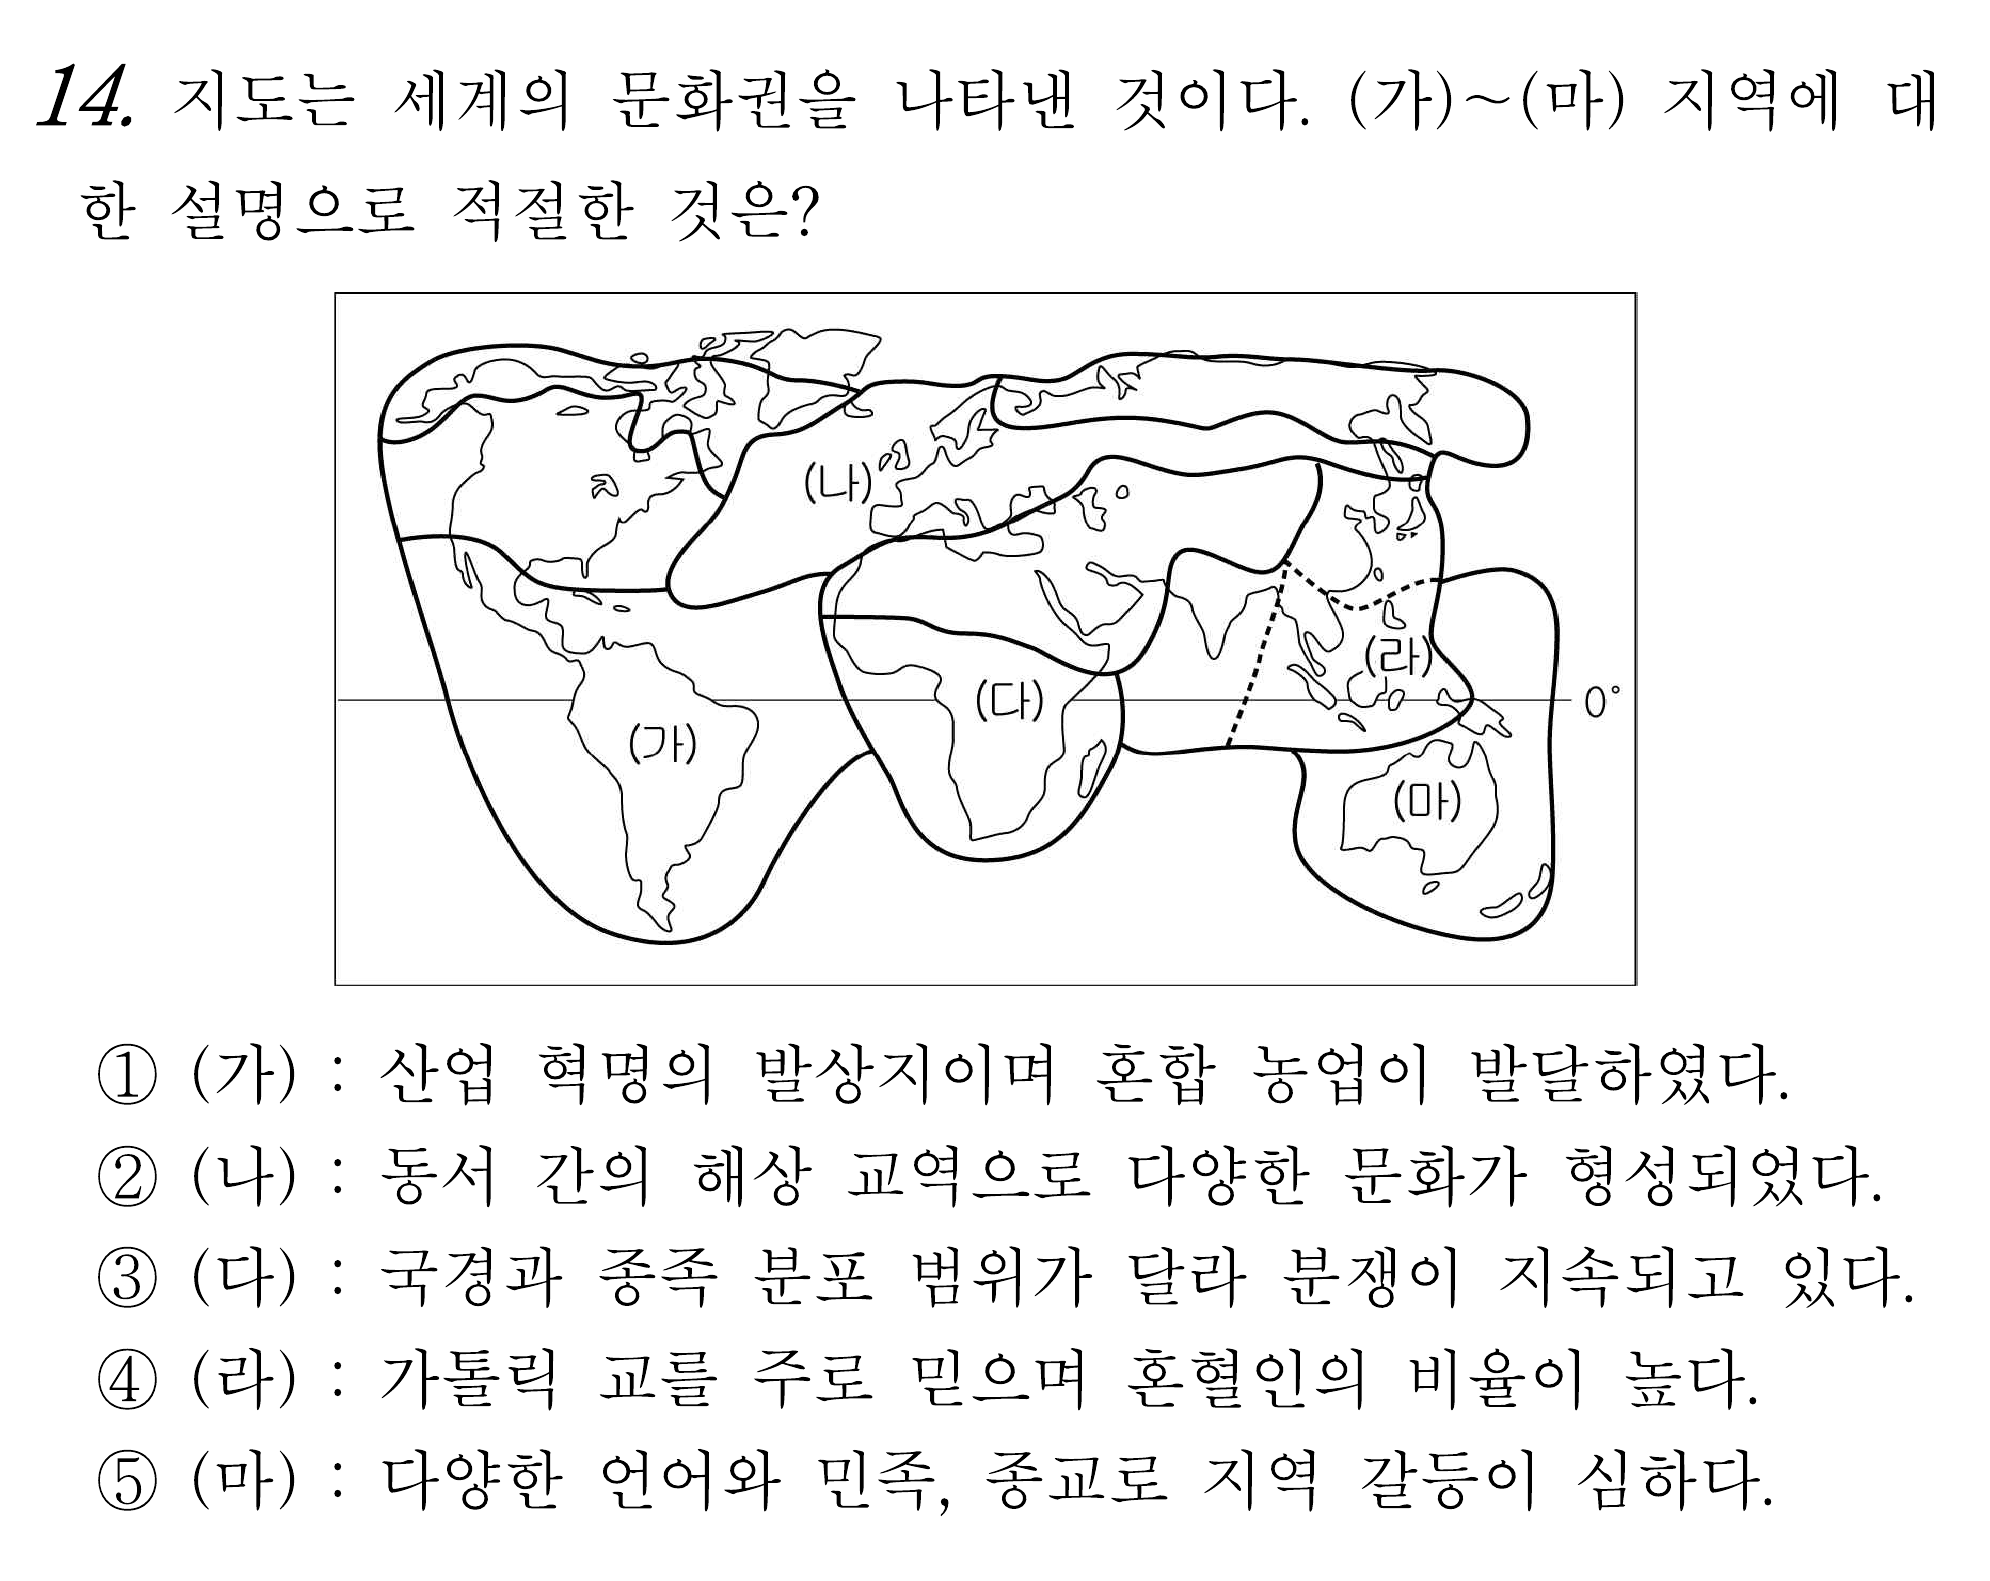 14. 지도는 세계의 문화권을 나타낸 것이다. (가)~(마) 지역에 대
한 설명으로 적절한 것은?
(나)
(라)
(다)
0°
(가)
(마)
① (가) : 산업 혁명의 발상지이며 혼합 농업이 발달하였다.
② (나) : 동서 간의 해상 교역으로 다양한 문화가 형성되었다.
③ (다) : 국경과 종족 분포 범위가 달라 분쟁이 지속되고 있다.
④ (라) : 가톨릭 교를 주로 믿으며 혼혈인의 비율이 높다.
⑤ (마) : 다양한 언어와 민족, 종교로 지역 갈등이 심하다.